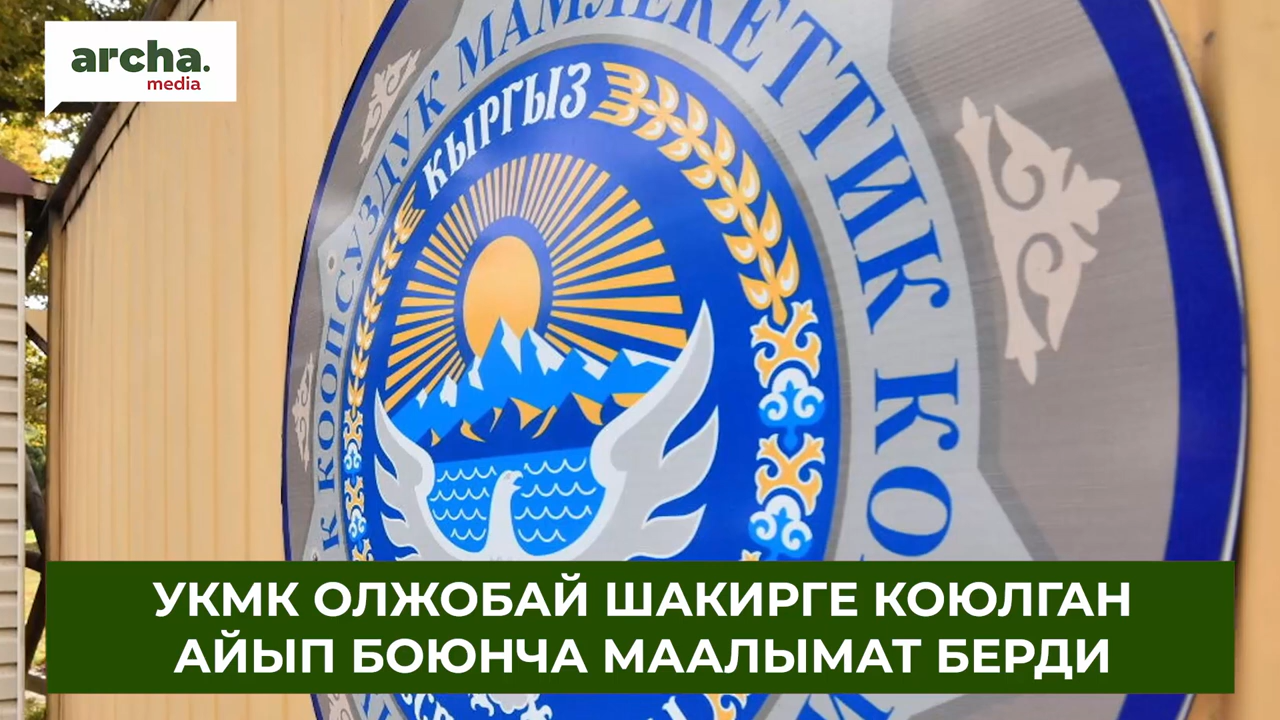 archa.
media
К КООПСУЗДУК МАМЛЕКЕТТИК КО
КЫРГЫЗ
УКМК ОЛЖОБАЙ ШАКИРГЕ КОЮЛГАН
АЙЫП БОЮНЧА МААЛЫМАТ БЕРДИ